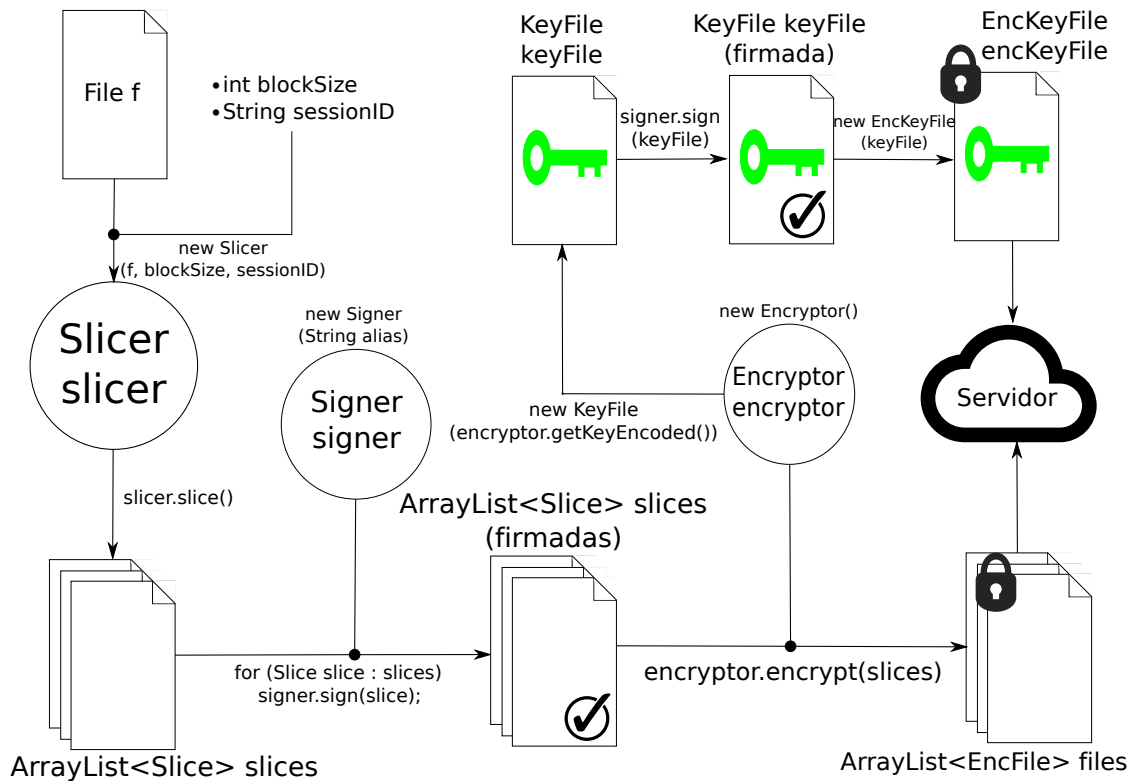 File f
•int blockSize
•String sessionID
new Slicer
(f, blockSize, sessionID)
Slicer
slicer
slicer.slice()
ArrayList<Slice> slices
new Signer
(String alias)
Signer
signer
for (Slice slice : slices)
signer.sign(slice);
ArrayList<Slice> slices
(firmadas)
new Encryptor()
Encryptor
encryptor
new KeyFile
(encryptor.getKeyEncoded())
KeyFile
keyFile
signer.sign
(keyFile)
KeyFile keyFile
(firmada)
new EncKeyFile
(keyFile)
EncKeyFile
encKeyFile
Servidor
encryptor.encrypt(slices)
ArrayList<EncFile> files